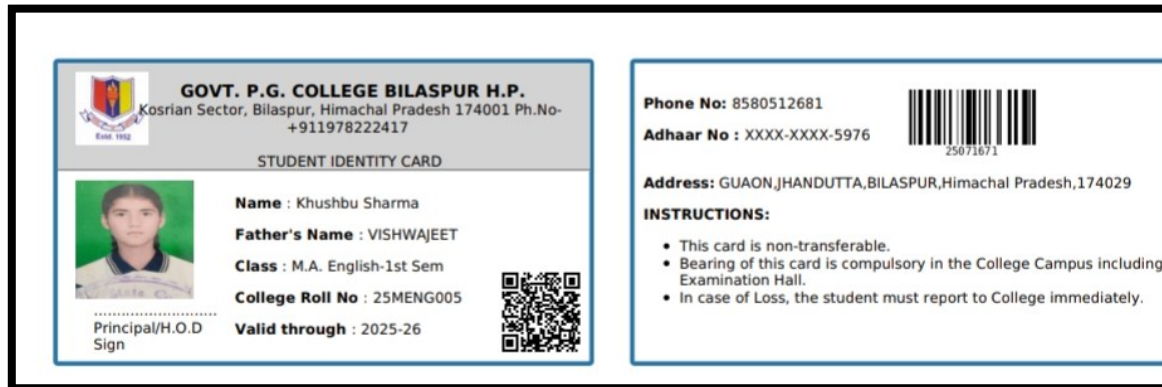 GOVT. P.G. COLLEGE BILASPUR H.P.
Kosrian Sector, Bilaspur, Himachal Pradesh 174001 Ph.No-
+911978222417
STUDENT IDENTITY CARD
Estd. 1952
Name : Khushbu Sharma
Father's Name : VISHWAJEET
Class : M.A. English-1st Sem
College Roll No : 25MENG005
Valid through : 2025-26
Principal/H.O.D
Sign
Phone No: 8580512681
Adhaar No : XXXX-XXXX-5976
25071671
Address: GUAON,JHANDUTTA,BILASPUR,Himachal Pradesh,174029
INSTRUCTIONS:
• This card is non-transferable.
• Bearing of this card is compulsory in the College Campus including
Examination Hall.
• In case of Loss, the student must report to College immediately.